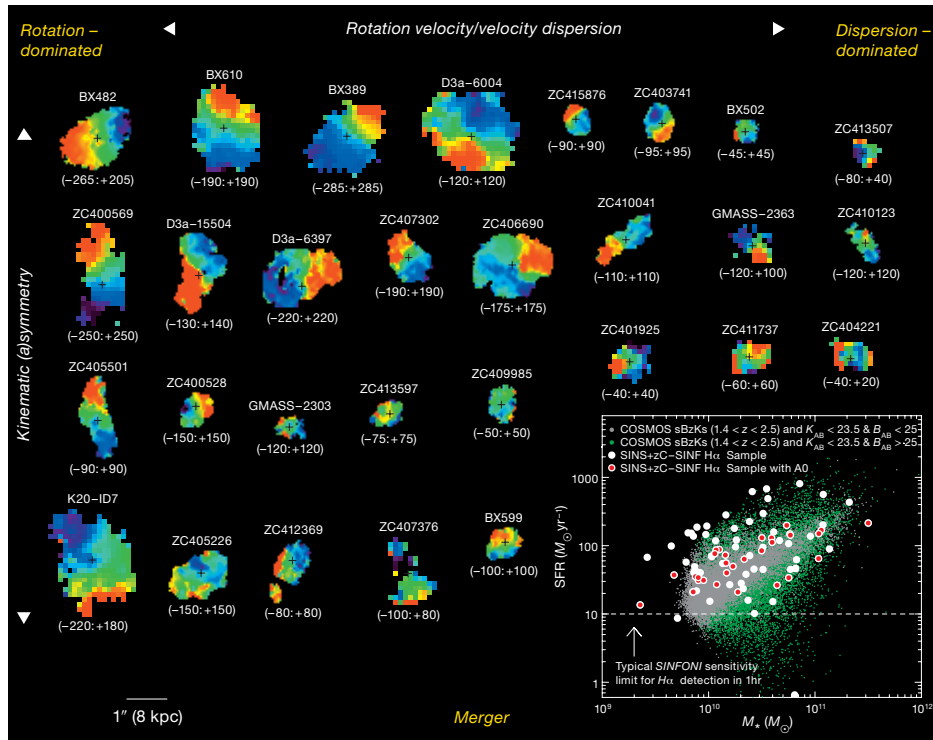 Rotation –
dominated
Rotation velocity/velocity dispersion
Dispersion –
dominated
BX482
(−265:+205)
BX610
(−190:+190)
BX389
(−285:+285)
D3a−6004
(−120:+120)
ZC415876
(−90:+90)
ZC403741
(−95:+95)
BX502
(−45:+45)
ZC413507
(−80:+40)
Kinematic (a)symmetry
ZC400569
(−250:+250)
D3a−15504
(−130:+140)
D3a−6397
(−220:+220)
ZC407302
(−190:+190)
ZC406690
(−175:+175)
ZC410041
(−110:+110)
GMASS−2363
(−120:+100)
ZC410123
(−120:+120)
ZC401925
(−40:+40)
ZC411737
(−60:+60)
ZC404221
(−40:+20)
ZC405501
(−90:+90)
ZC400528
(−150:+150)
GMASS−2303
(−120:+120)
ZC413597
(−75:+75)
ZC409985
(−50:+50)
K20−ID7
(−220:+180)
ZC405226
(−150:+150)
ZC412369
(−80:+80)
ZC407376
(−100:+80)
BX599
(−100:+100)
1″ (8 kpc)
Merger
COSMOS sBzKs (1.4 < z < 2.5) and K_AB < 23.5 & B_AB < 25
COSMOS sBzKs (1.4 < z < 2.5) and K_AB < 23.5 & B_AB > 25
SINS+zC−SINF Hα Sample
SINS+zC−SINF Hα Sample with A0
SFR (M☉ yr⁻¹)
1000
100
10
1
Typical SINFONI sensitivity
limit for Hα detection in 1hr
10⁹
10¹⁰
10¹¹
10¹²
M⋆ (M☉)